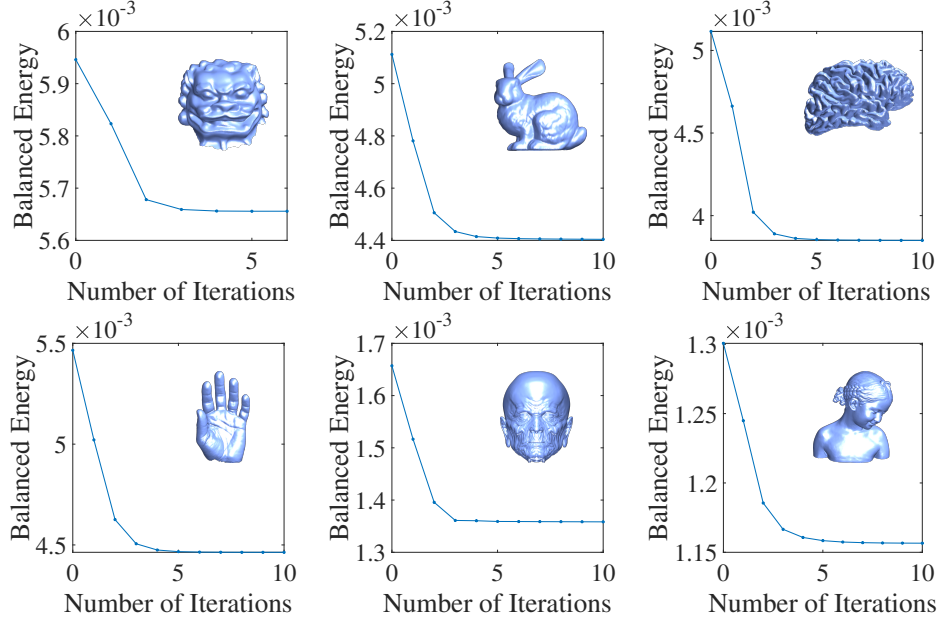 ×10-3
6
5.9
5.8
5.7
5.6
Balanced Energy
0 5
Number of Iterations
×10-3
5.2
5
4.8
4.6
4.4
Balanced Energy
0 5 10
Number of Iterations
×10-3
5
4.5
4
Balanced Energy
0 5 10
Number of Iterations
×10-3
5.5
5
4.5
Balanced Energy
0 5 10
Number of Iterations
×10-3
1.7
1.6
1.5
1.4
1.3
Balanced Energy
0 5 10
Number of Iterations
×10-3
1.3
1.25
1.2
1.15
Balanced Energy
0 5 10
Number of Iterations